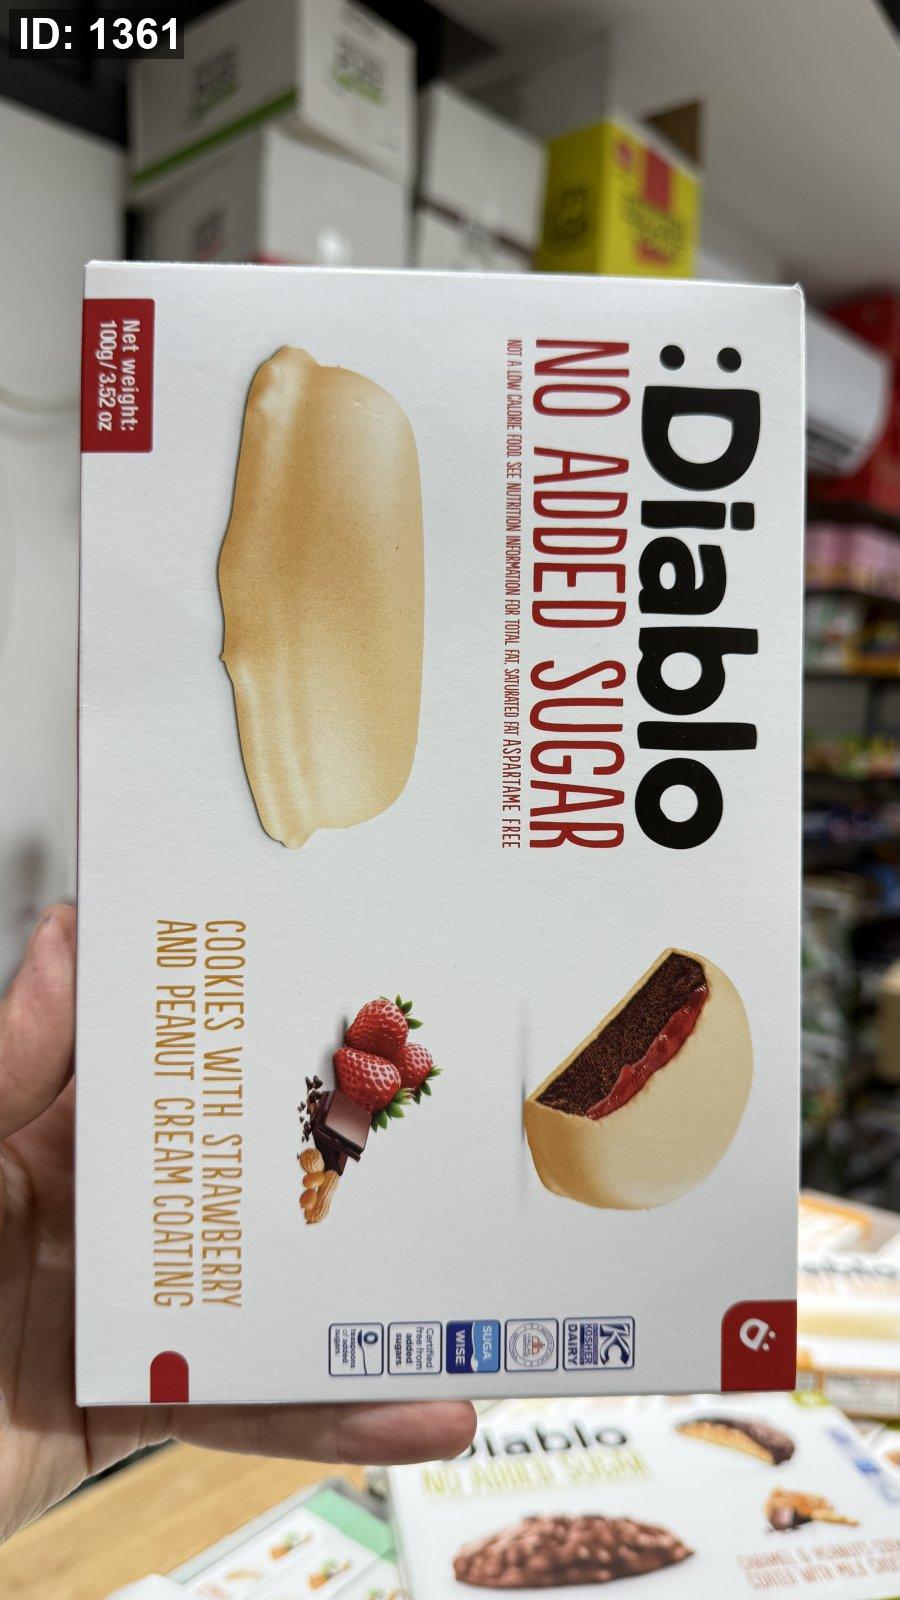 ID: 1361
:Diablo
NO ADDED SUGAR
NOT A LOW CALORIE FOOD. SEE NUTRITION INFORMATION FOR TOTAL FAT, SATURATED FAT ASPARTAME FREE
Net weight:
100g/3.52 oz
COOKIES WITH STRAWBERRY
AND PEANUT CREAM COATING
KC
KOSHER
DAIRY
SUGA
WISE
Certified
free from
added
sugars
0
teaspoons
of added
sugars
:D
Diablo
NO ADDED SUGAR